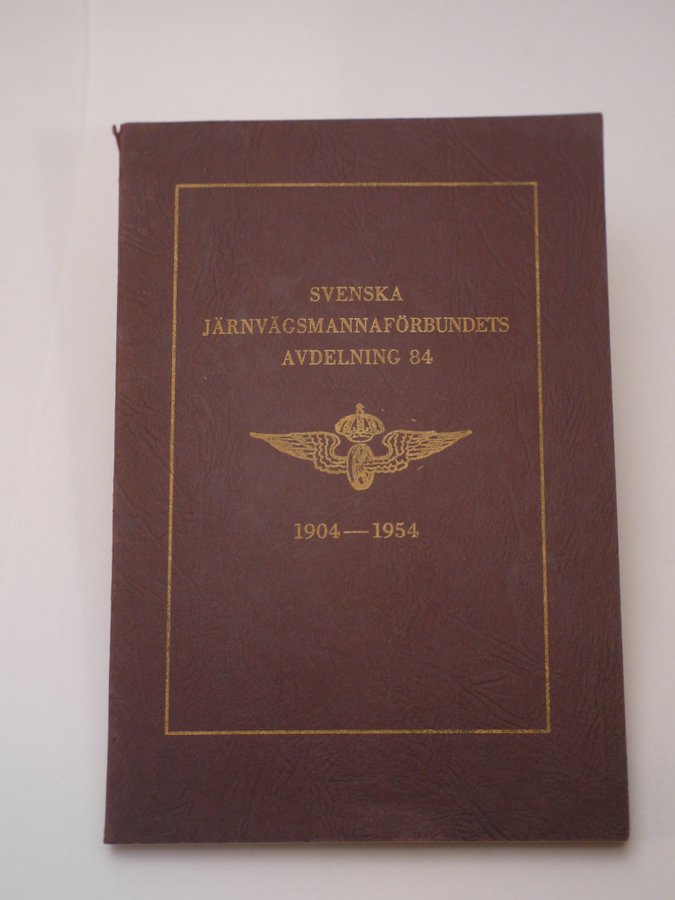 SVENSKA
JÄRNVÄGSMANNAFÖRBUNDETS
AVDELNING 84
1904—1954